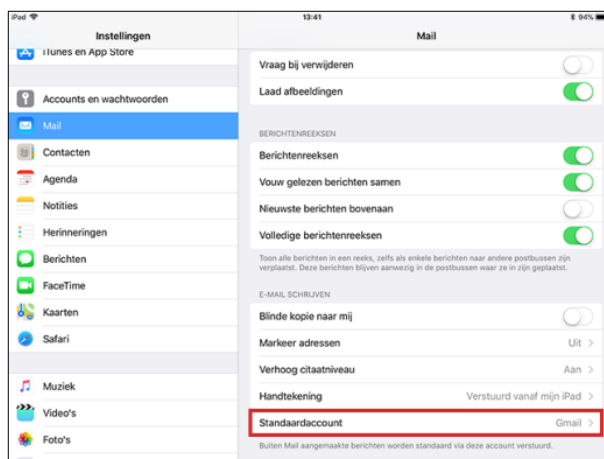 iPad 13:41 94%
Instellingen
Mail
iTunes en App Store
Accounts en wachtwoorden
Mail
Contacten
Agenda
Notities
Herinneringen
Berichten
FaceTime
Kaarten
Safari
Muziek
Video's
Foto's
Vraag bij verwijderen
Laad afbeeldingen
BERICHTENREEKSEN
Berichtenreeksen
Vouw gelezen berichten samen
Nieuwste berichten bovenaan
Volledige berichtenreeksen
Toon alle berichten in een reeks, zelfs als enkele berichten naar andere postbussen zijn
verplaatst. Deze berichten blijven aanwezig in de postbussen waar ze in zijn geplaatst.
E-MAIL SCHRIJVEN
Blinde kopie naar mij
Markeer adressen Uit >
Verhoog citaatniveau Aan >
Handtekening Verstuurd vanaf mijn iPad >
Standaardaccount Gmail >
Buiten Mail aangemaakte berichten worden standaard via deze account verstuurd.